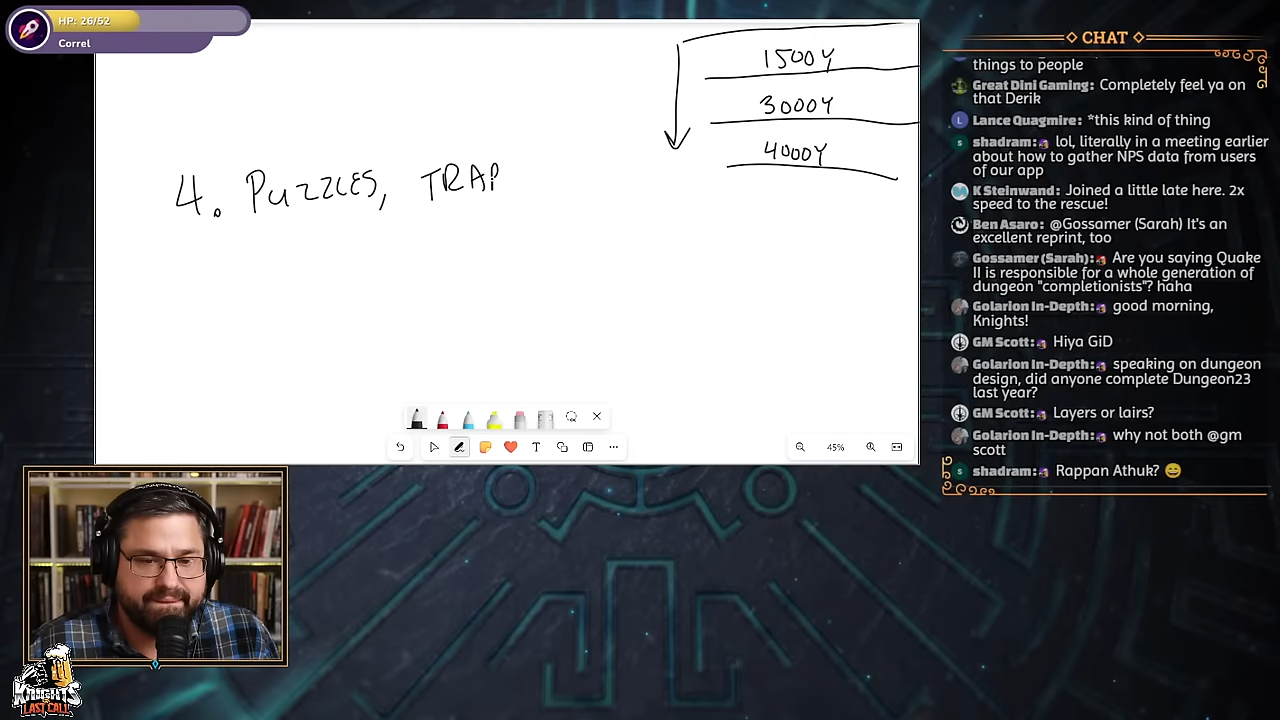 HP: 26/52
Correl
1500Y
3000Y
4000Y
4. PUZZLES, TRAP
45%
KNIGHTS
LAST CALL
CHAT
things to people
Great Dini Gaming: Completely feel ya on
that Derik
Lance Quagmire: *this kind of thing
shadram: lol, literally in a meeting earlier
about how to gather NPS data from users
of our app
K Steinwand: Joined a little late here. 2x
speed to the rescue!
Ben Asaro: @Gossamer (Sarah) It's an
excellent reprint, too
Gossamer (Sarah): Are you saying Quake
II is responsible for a whole generation of
dungeon "completionists"? haha
Golarion In-Depth: good morning,
Knights!
GM Scott: Hiya GiD
Golarion In-Depth: speaking on dungeon
design, did anyone complete Dungeon23
last year?
GM Scott: Layers or lairs?
Golarion In-Depth: why not both @gm
scott
shadram: Rappan Athuk? 😄